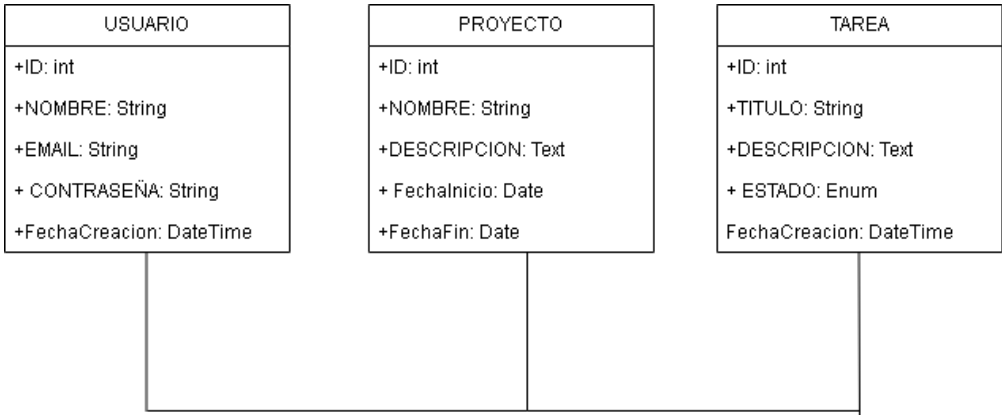 USUARIO
+ID: int
+NOMBRE: String
+EMAIL: String
+ CONTRASEÑA: String
+FechaCreacion: DateTime
PROYECTO
+ID: int
+NOMBRE: String
+DESCRIPCION: Text
+ FechaInicio: Date
+FechaFin: Date
TAREA
+ID: int
+TITULO: String
+DESCRIPCION: Text
+ ESTADO: Enum
FechaCreacion: DateTime